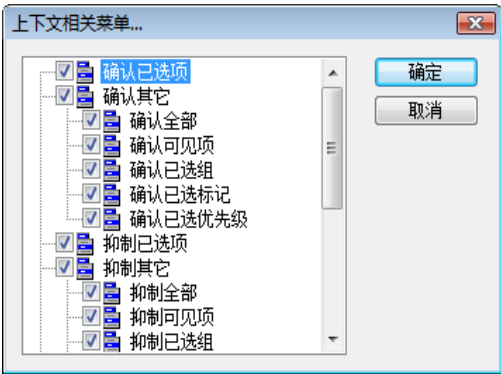 上下文相关菜单...
确认已选项
确认其它
确认全部
确认可见项
确认已选组
确认已选标记
确认已选优先级
抑制已选项
抑制其它
抑制全部
抑制可见项
抑制已选组
确定
取消